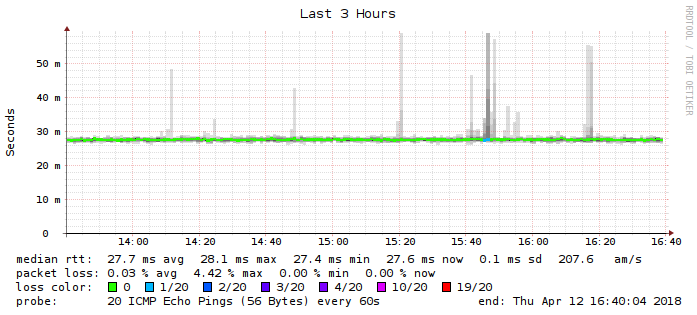 Last 3 Hours
RRDTOOL / TOBI OETIKER
Seconds
50 m
40 m
30 m
20 m
10 m
0
14:00 14:20 14:40 15:00 15:20 15:40 16:00 16:20 16:40
median rtt: 27.7 ms avg 28.1 ms max 27.4 ms min 27.6 ms now 0.1 ms sd 207.6 am/s
packet loss: 0.03 % avg 4.42 % max 0.00 % min 0.00 % now
loss color: 0 1/20 2/20 3/20 4/20 10/20 19/20
probe: 20 ICMP Echo Pings (56 Bytes) every 60s end: Thu Apr 12 16:40:04 2018